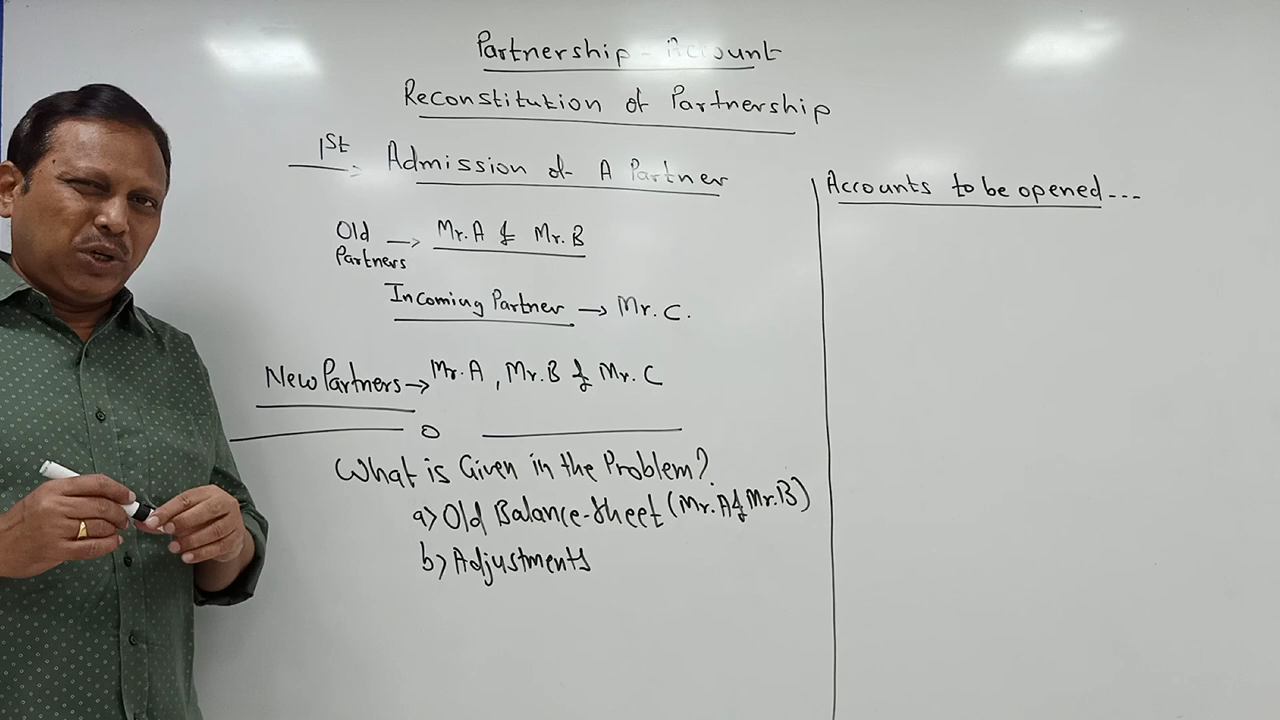 Partnership - Account
Reconstitution of Partnership
1st Admission of A Partner
Old Partners → Mr. A & Mr. B
Incoming Partner → Mr. C.
New Partners → Mr. A, Mr. B & Mr. C
What is Given in the Problem?
a) Old Balance-Sheet (Mr. A & Mr. B)
b) Adjustments
Accounts to be opened ---